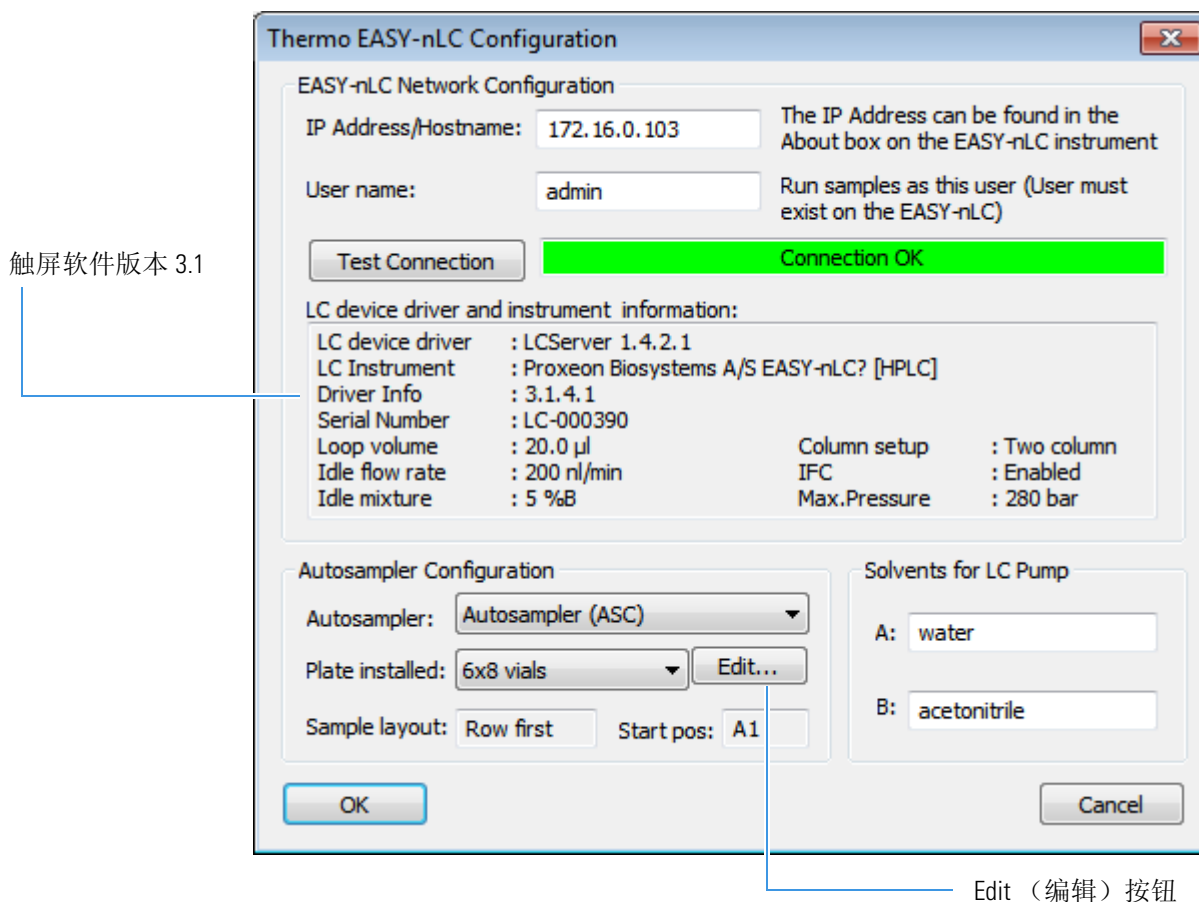 Thermo EASY-nLC Configuration
EASY-nLC Network Configuration
IP Address/Hostname: 172.16.0.103 The IP Address can be found in the
About box on the EASY-nLC instrument
User name: admin Run samples as this user (User must
exist on the EASY-nLC)
触屏软件版本 3.1
Test Connection Connection OK
LC device driver and instrument information:
LC device driver : LCServer 1.4.2.1
LC Instrument : Proxeon Biosystems A/S EASY-nLC? [HPLC]
Driver Info : 3.1.4.1
Serial Number : LC-000390
Loop volume : 20.0 µl Column setup : Two column
Idle flow rate : 200 nl/min IFC : Enabled
Idle mixture : 5 %B Max.Pressure : 280 bar
Autosampler Configuration
Autosampler: Autosampler (ASC)
Plate installed: 6x8 vials Edit...
Sample layout: Row first Start pos: A1
Solvents for LC Pump
A: water
B: acetonitrile
OK Cancel
Edit （编辑）按钮